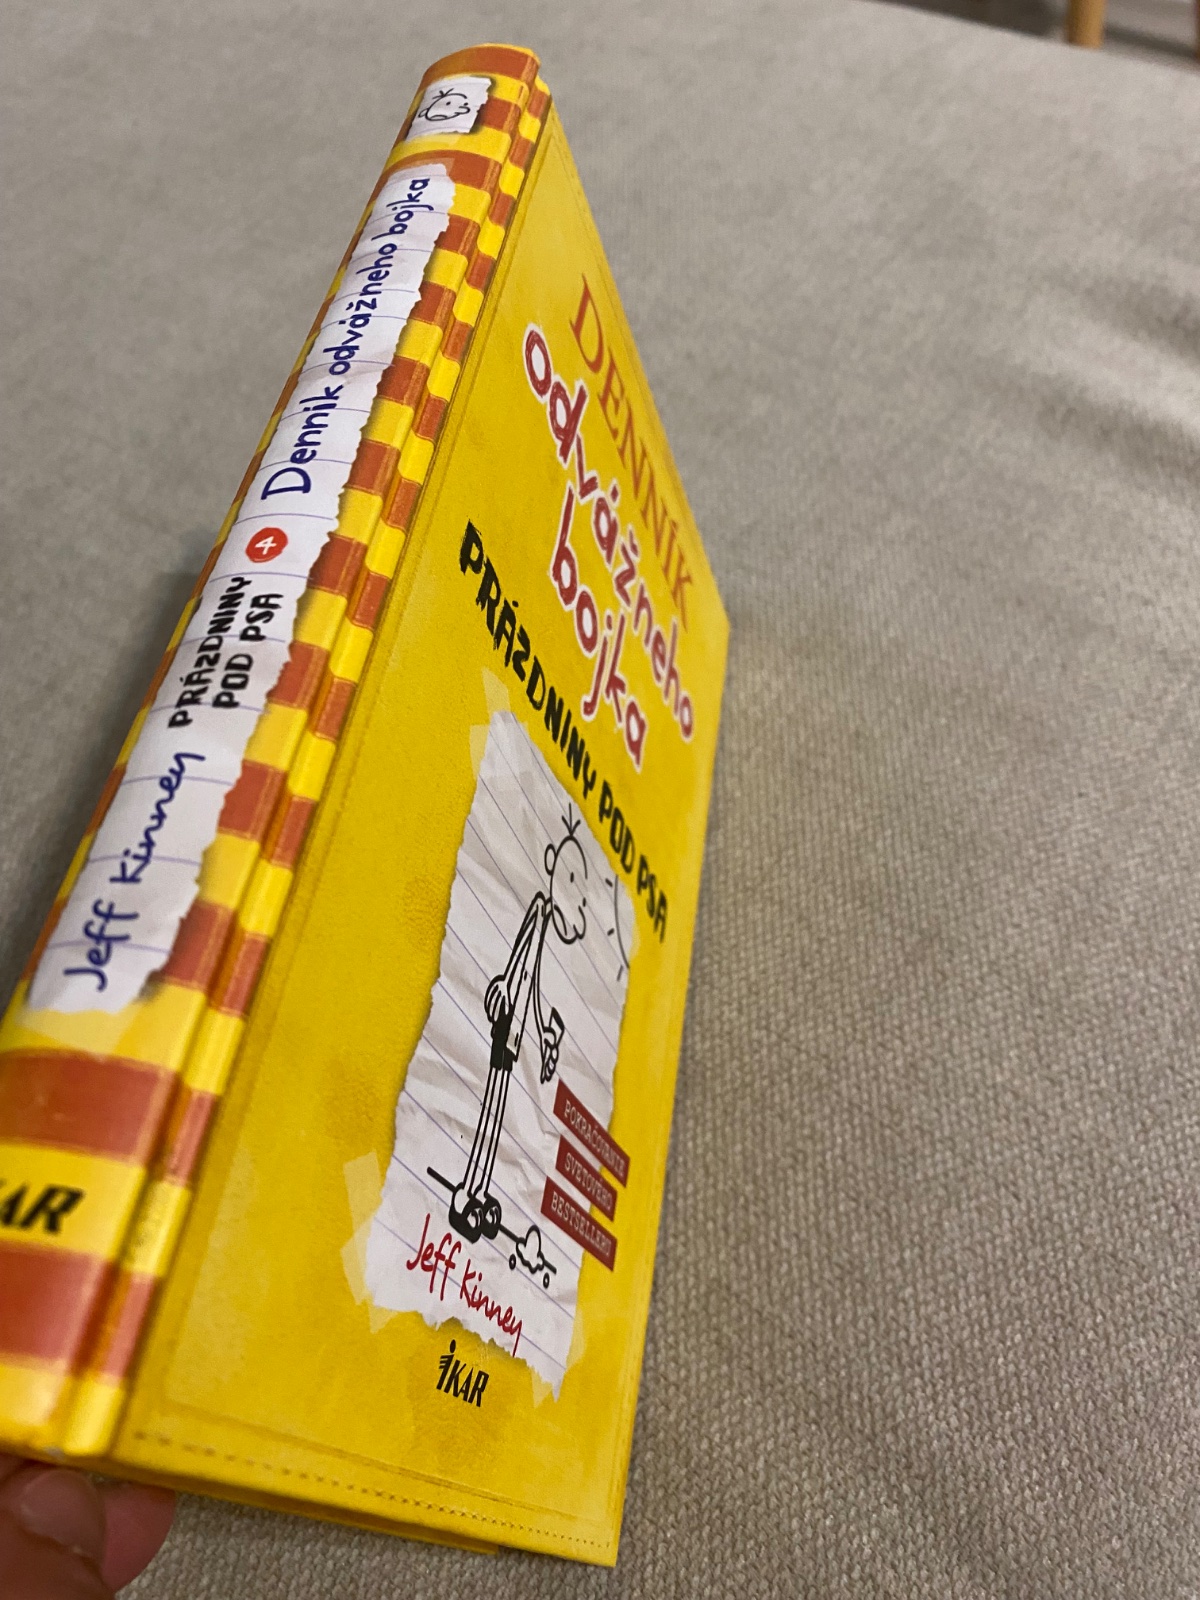 Jeff Kinney
PRÁZDNINY
POD PSA
4
Denník odvážneho bojka
DENNÍK
odvážneho
bojka
PRÁZDNINY POD PSA
POKRAČOVANIE
SVETOVÉHO
BESTSELLERU
Jeff Kinney
IKAR